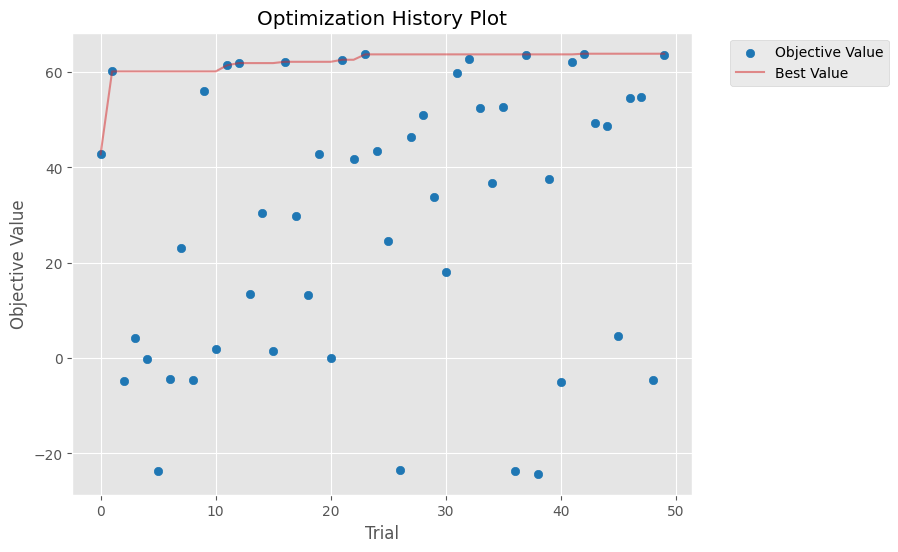 Optimization History Plot
Objective Value
Best Value
60
40
20
0
−20
Objective Value
0 10 20 30 40 50
Trial